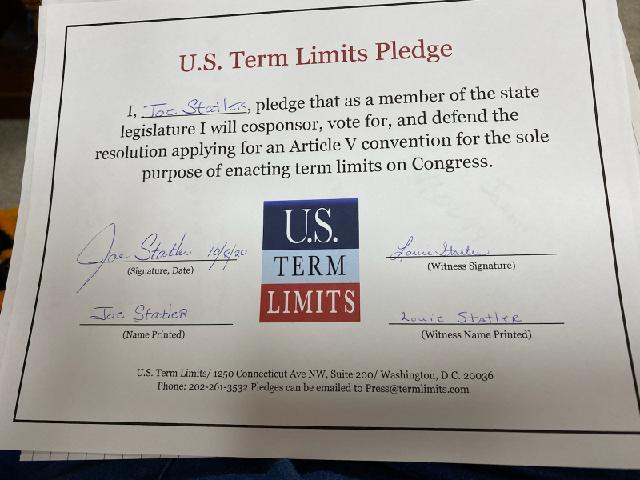 U.S. Term Limits Pledge
I, Joe Statler, pledge that as a member of the state
legislature I will cosponsor, vote for, and defend the
resolution applying for an Article V convention for the sole
purpose of enacting term limits on Congress.
U.S.
TERM
LIMITS
Joe Statler 10/6/20
(Signature, Date)
Joe Statler
(Name Printed)
Statler
(Witness Signature)
Louie Statler
(Witness Name Printed)
U.S. Term Limits/ 1250 Connecticut Ave NW, Suite 200/ Washington, D.C. 20036
Phone: 202-261-3532 Pledges can be emailed to Press@termlimits.com